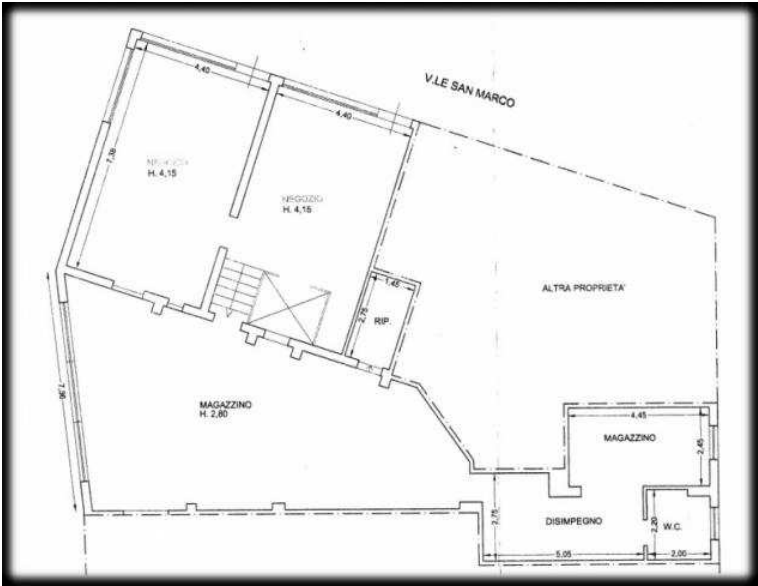 V.LE SAN MARCO
4,40
4,40
7,38
NEGOZIO
H. 4,15
NEGOZIO
H. 4,15
ALTRA PROPRIETA'
1,45
2,75
RIP.
7,96
MAGAZZINO
H. 2,80
4,45
MAGAZZINO
2,45
2,75
DISIMPEGNO
2,20
W.C.
5,05
2,00